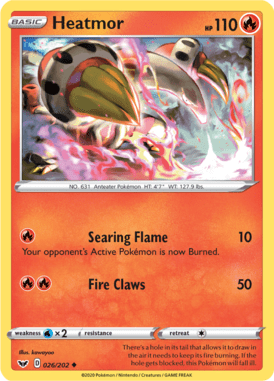 BASIC Heatmor HP 110
NO. 631 Anteater Pokémon HT: 4'7" WT: 127.9 lbs.
Searing Flame 10
Your opponent's Active Pokémon is now Burned.
Fire Claws 50
weakness ×2 resistance retreat
Illus. kawayoo
D 026/202 ◆
©2020 Pokémon / Nintendo / Creatures / GAME FREAK
There's a hole in its tail that allows it to draw in
the air it needs to keep its fire burning. If the
hole gets blocked, this Pokémon will fall ill.